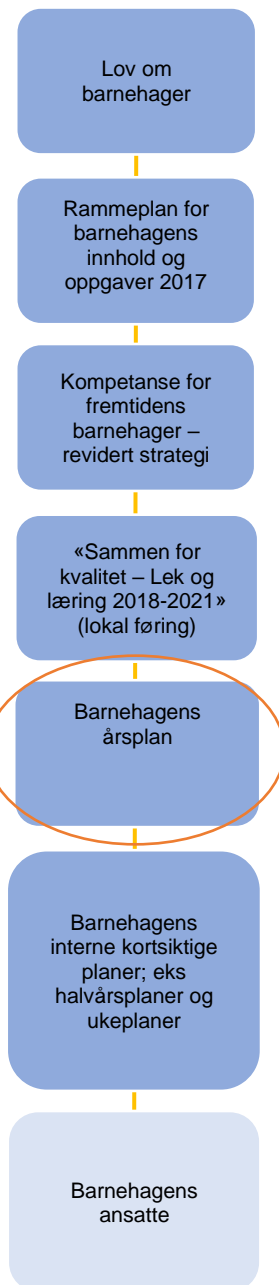 Lov om
barnehager
Rammeplan for
barnehagens
innhold og
oppgaver 2017
Kompetanse for
fremtidens
barnehager –
revidert strategi
«Sammen for
kvalitet – Lek og
læring 2018-2021»
(lokal føring)
Barnehagens
årsplan
Barnehagens
interne kortsiktige
planer; eks
halvårsplaner og
ukeplaner
Barnehagens
ansatte